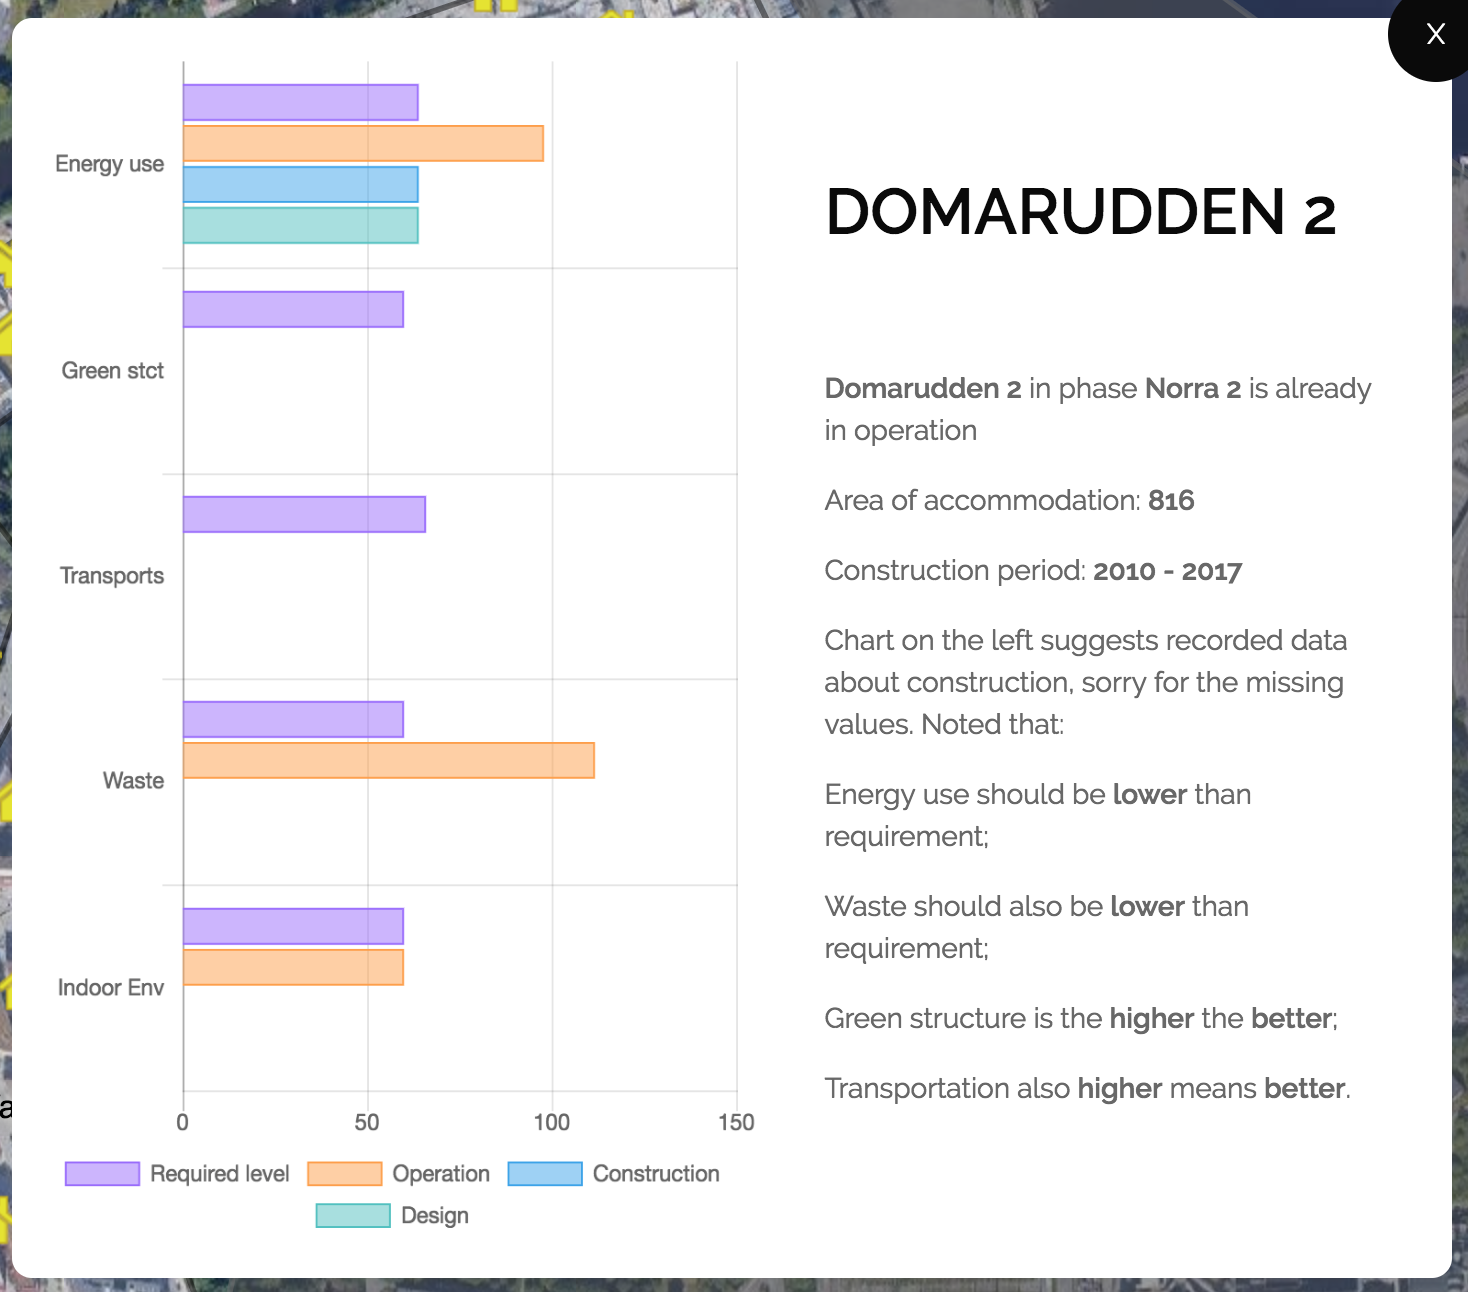 X
Energy use
Green stct
Transports
Waste
Indoor Env
0 50 100 150
Required level Operation Construction
Design
DOMARUDDEN 2
Domarudden 2 in phase Norra 2 is already
in operation
Area of accommodation: 816
Construction period: 2010 - 2017
Chart on the left suggests recorded data
about construction, sorry for the missing
values. Noted that:
Energy use should be lower than
requirement;
Waste should also be lower than
requirement;
Green structure is the higher the better;
Transportation also higher means better.